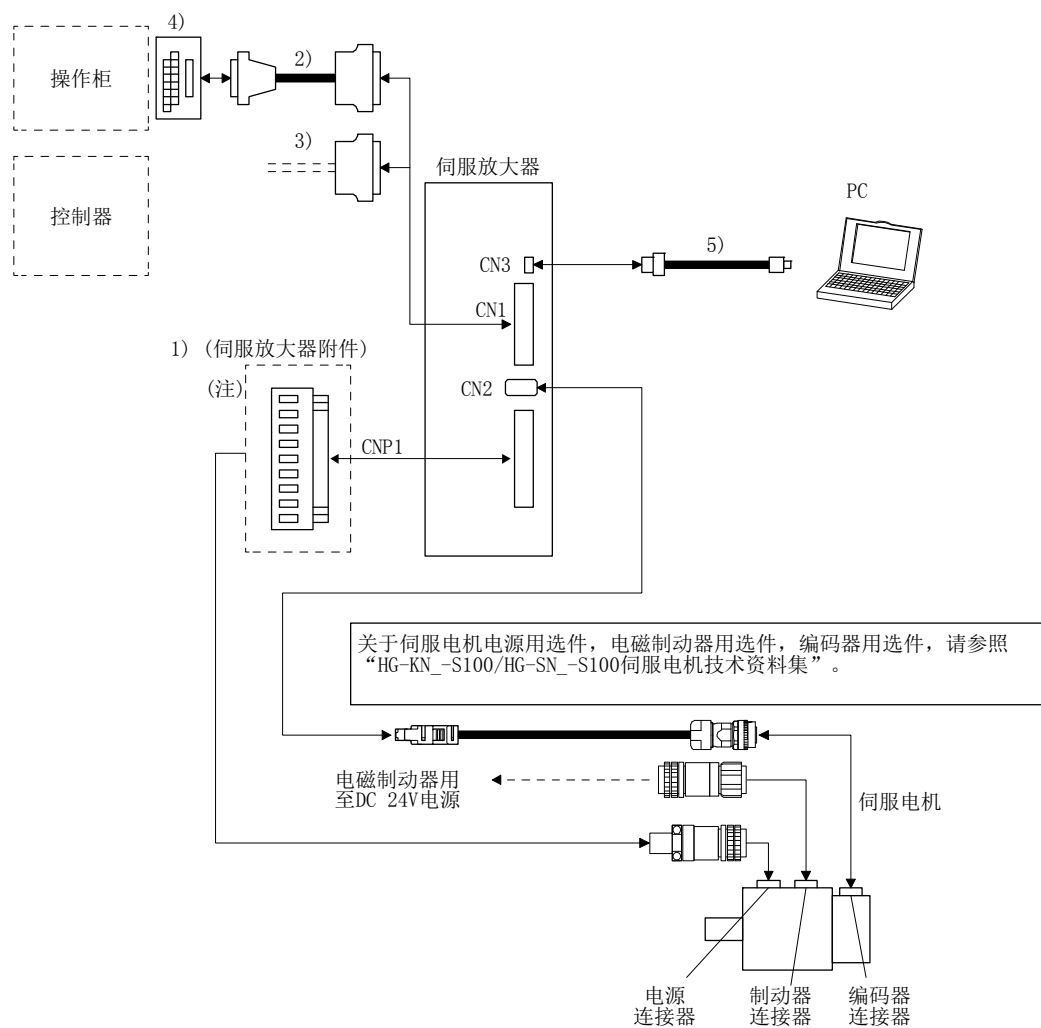 4)
操作柜
2)
3)
控制器
伺服放大器
PC
5)
CN3
CN1
1) (伺服放大器附件)
(注)
CN2
CNP1
关于伺服电机电源用选件，电磁制动器用选件，编码器用选件，请参照
“HG-KN_-S100/HG-SN_-S100伺服电机技术资料集”。
电磁制动器用
至DC 24V电源
伺服电机
电源
连接器
制动器
连接器
编码器
连接器